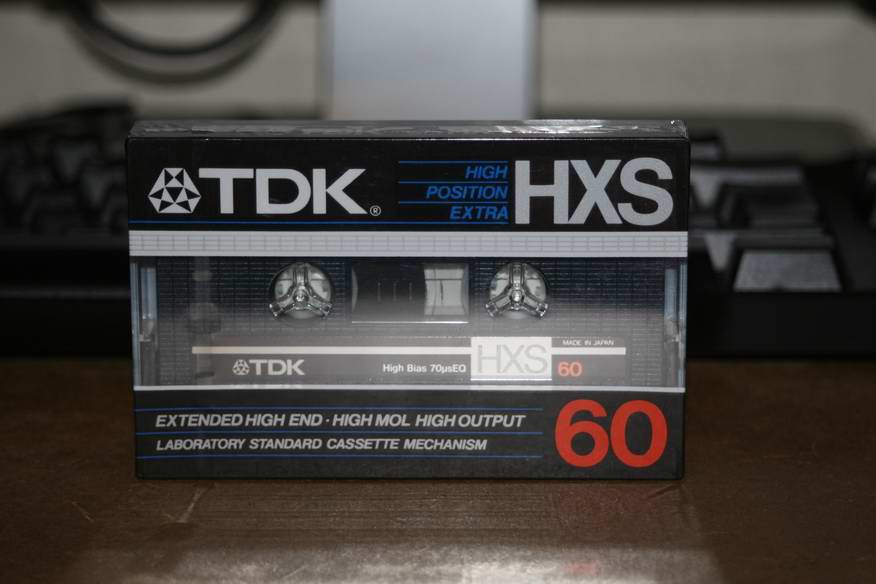 TDK®
HIGH
POSITION
EXTRA
HXS
MADE IN JAPAN
TDK
High Bias 70µsEQ
HXS
60
EXTENDED HIGH END · HIGH MOL HIGH OUTPUT
LABORATORY STANDARD CASSETTE MECHANISM
60